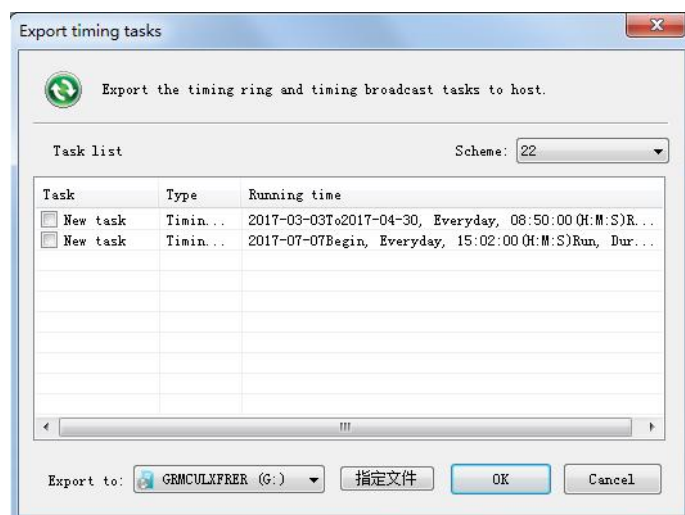 Export timing tasks
Export the timing ring and timing broadcast tasks to host.
Task list Scheme: 22
Task Type Running time
New task Timin... 2017-03-03To2017-04-30, Everyday, 08:50:00(H:M:S)R...
New task Timin... 2017-07-07Begin, Everyday, 15:02:00(H:M:S)Run, Dur...
Export to: GRMCULXFRER (G:) 指定文件 OK Cancel